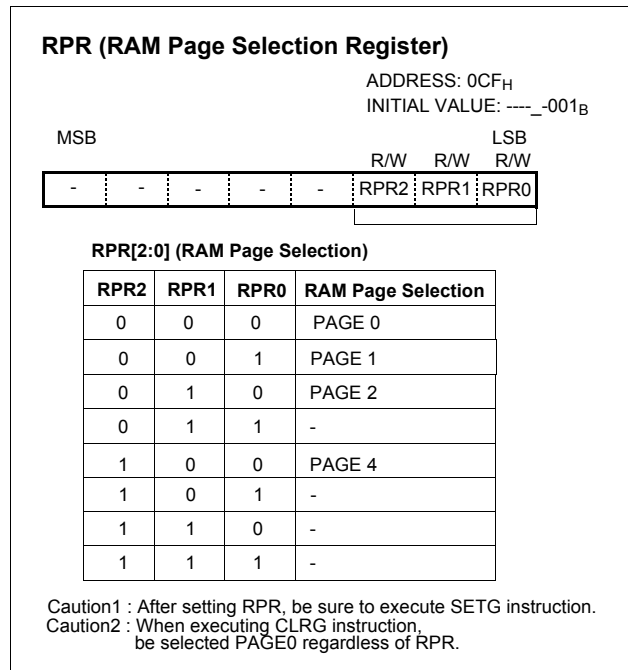 RPR (RAM Page Selection Register)
ADDRESS: 0CFH
INITIAL VALUE: ----_-001B
MSB LSB
R/W R/W R/W
- - - - - RPR2 RPR1 RPR0
RPR[2:0] (RAM Page Selection)
RPR2 RPR1 RPR0 RAM Page Selection
0 0 0 PAGE 0
0 0 1 PAGE 1
0 1 0 PAGE 2
0 1 1 -
1 0 0 PAGE 4
1 0 1 -
1 1 0 -
1 1 1 -
Caution1 : After setting RPR, be sure to execute SETG instruction.
Caution2 : When executing CLRG instruction,
be selected PAGE0 regardless of RPR.